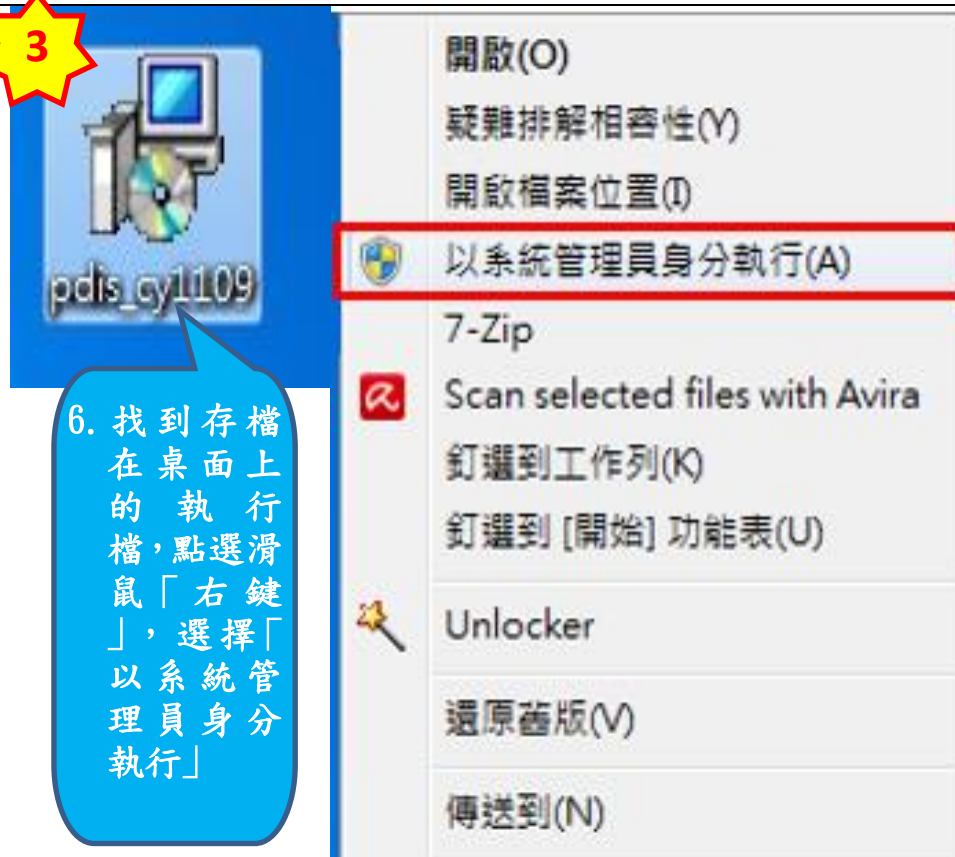 3
pdis_cy1109
6. 找到存檔
在桌面上
的執行
檔，點選滑
鼠「右鍵
」，選擇「
以系統管
理員身分
執行」
開啟(O)
疑難排解相容性(Y)
開啟檔案位置(I)
以系統管理員身分執行(A)
7-Zip
Scan selected files with Avira
釘選到工作列(K)
釘選到 [開始] 功能表(U)
Unlocker
還原舊版(V)
傳送到(N)